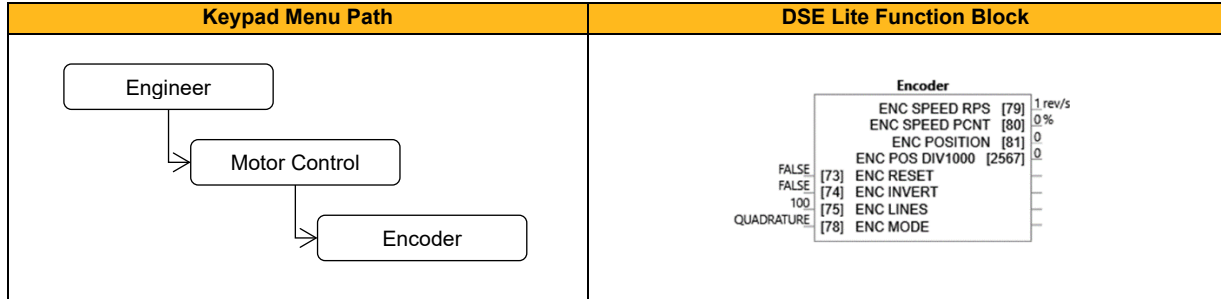 Keypad Menu Path
DSE Lite Function Block
Engineer
Motor Control
Encoder
Encoder
ENC SPEED RPS [79] 1 rev/s
ENC SPEED PCNT [80] 0 %
ENC POSITION [81] 0
ENC POS DIV1000 [2567] 0
FALSE [73] ENC RESET
FALSE [74] ENC INVERT
100 [75] ENC LINES
QUADRATURE [78] ENC MODE